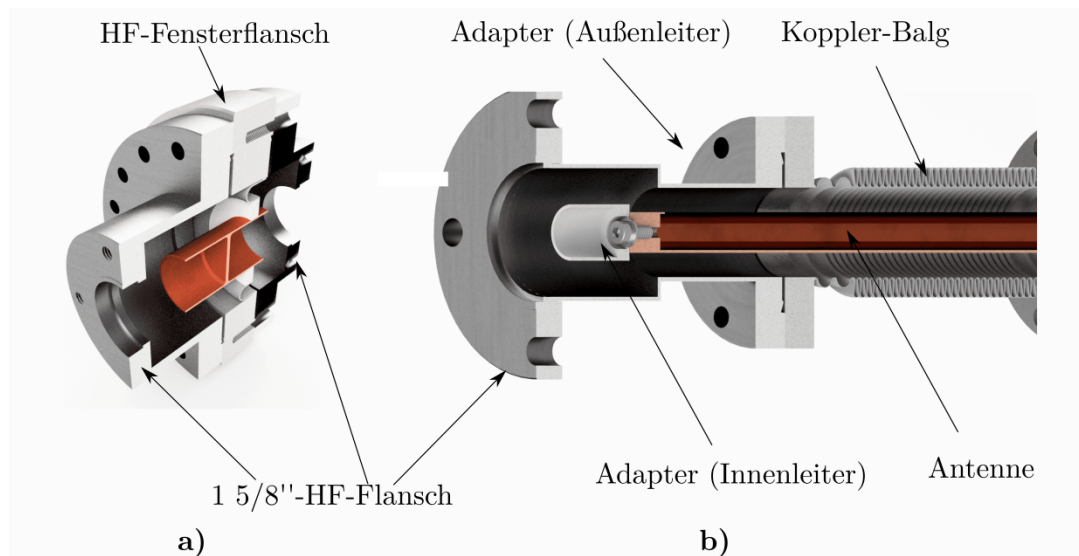 HF-Fensterflansch
Adapter (Außenleiter)
Koppler-Balg
Adapter (Innenleiter)
Antenne
1 5/8''-HF-Flansch
a)
b)